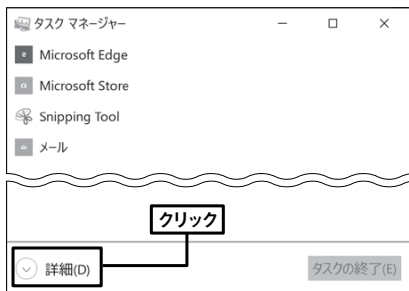 タスク マネージャー
Microsoft Edge
Microsoft Store
Snipping Tool
メール
クリック
詳細(D)
タスクの終了(E)